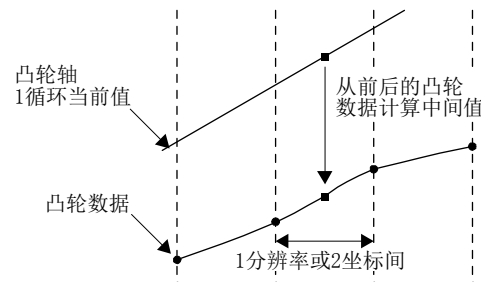 凸轮轴
1循环当前值
从前后的凸轮
数据计算中间值
凸轮数据
1分辨率或2坐标间